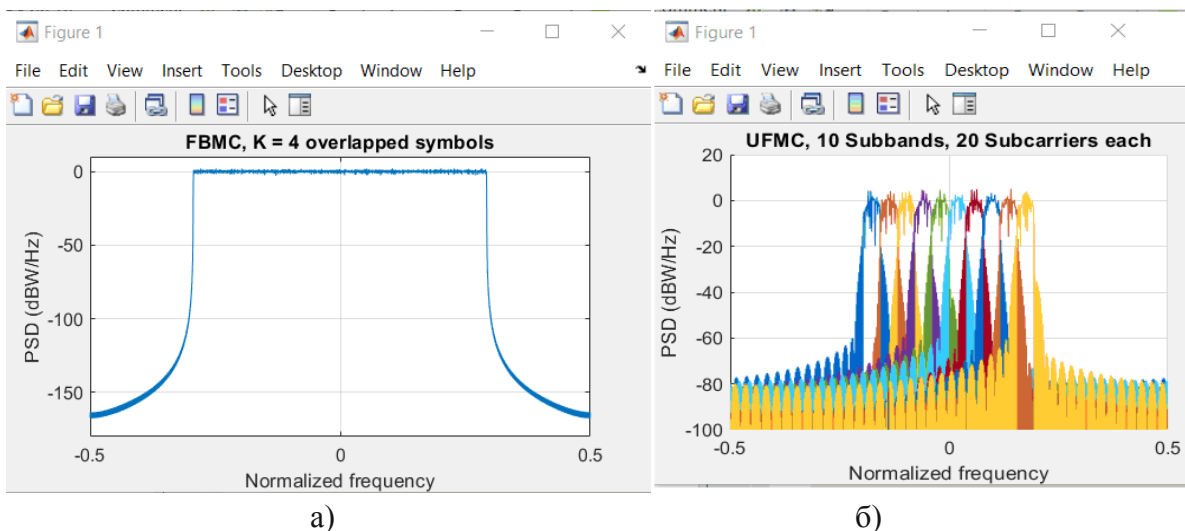 Figure 1
File Edit View Insert Tools Desktop Window Help
FBMC, K = 4 overlapped symbols
0
-50
-100
-150
PSD (dBW/Hz)
-0.5 0 0.5
Normalized frequency
а)
Figure 1
File Edit View Insert Tools Desktop Window Help
UFMC, 10 Subbands, 20 Subcarriers each
20
0
-20
-40
-60
-80
-100
PSD (dBW/Hz)
-0.5 0 0.5
Normalized frequency
б)